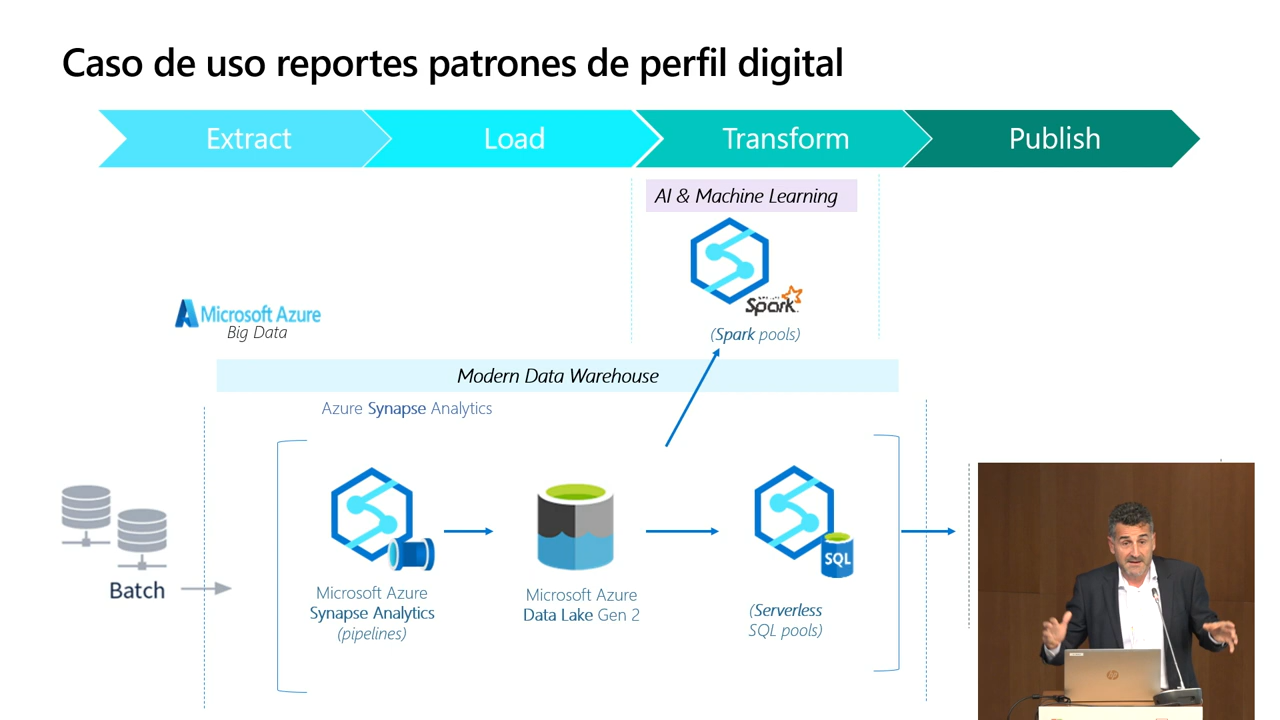 Caso de uso reportes patrones de perfil digital
Extract
Load
Transform
Publish
AI & Machine Learning
Spark
(Spark pools)
Microsoft Azure
Big Data
Modern Data Warehouse
Azure Synapse Analytics
Batch
Microsoft Azure
Synapse Analytics
(pipelines)
Microsoft Azure
Data Lake Gen 2
SQL
(Serverless
SQL pools)